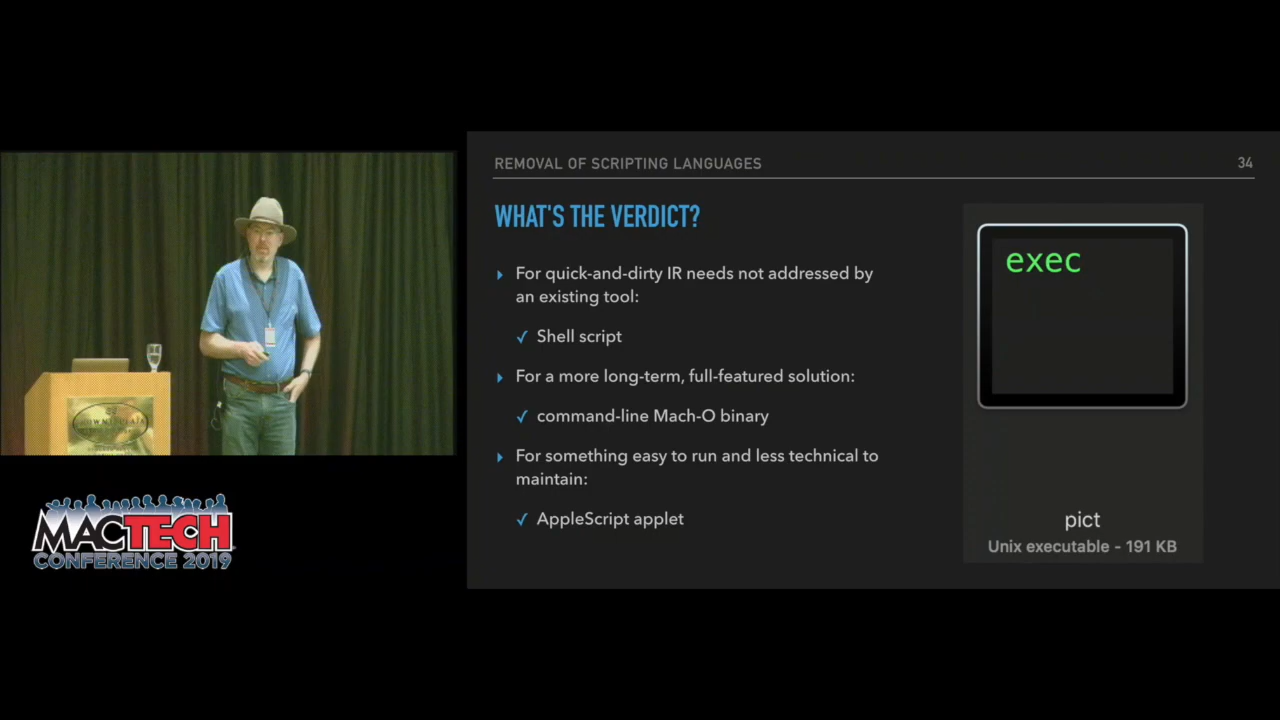 REMOVAL OF SCRIPTING LANGUAGES
34
WHAT'S THE VERDICT?
For quick-and-dirty IR needs not addressed by
an existing tool:
✓ Shell script
For a more long-term, full-featured solution:
✓ command-line Mach-O binary
For something easy to run and less technical to
maintain:
✓ AppleScript applet
exec
pict
Unix executable - 191 KB
MACTECH
CONFERENCE 2019